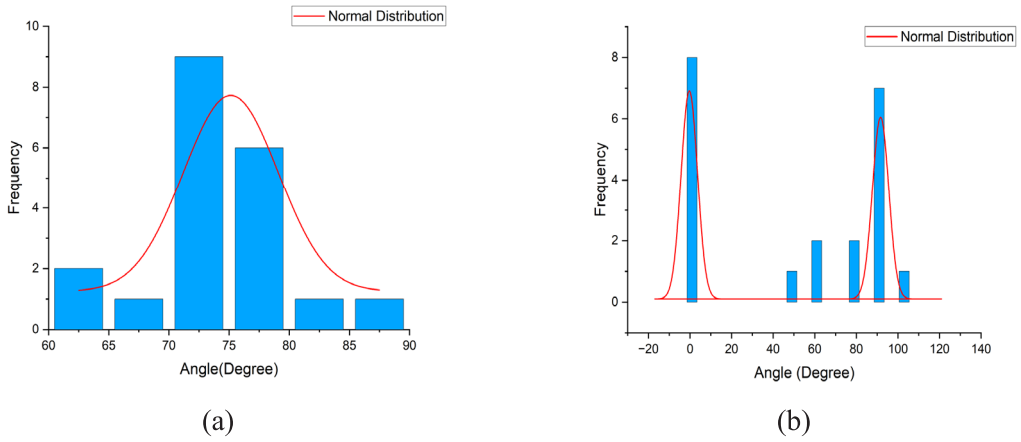 Normal Distribution
10
8
6
4
2
0
Frequency
60 65 70 75 80 85 90
Angle(Degree)
(a)
Normal Distribution
8
6
4
2
0
Frequency
−20 0 20 40 60 80 100 120 140
Angle (Degree)
(b)